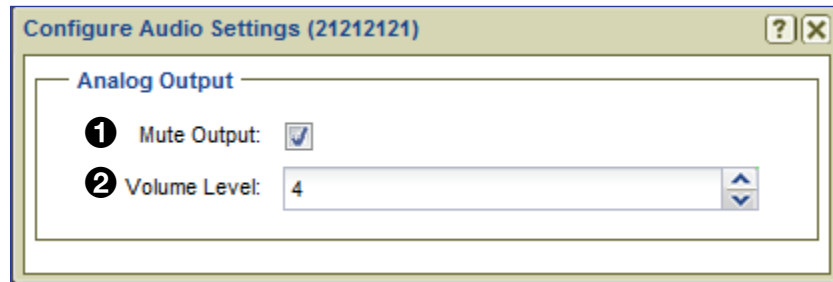 Configure Audio Settings (21212121)
Analog Output
1 Mute Output:
2 Volume Level: 4